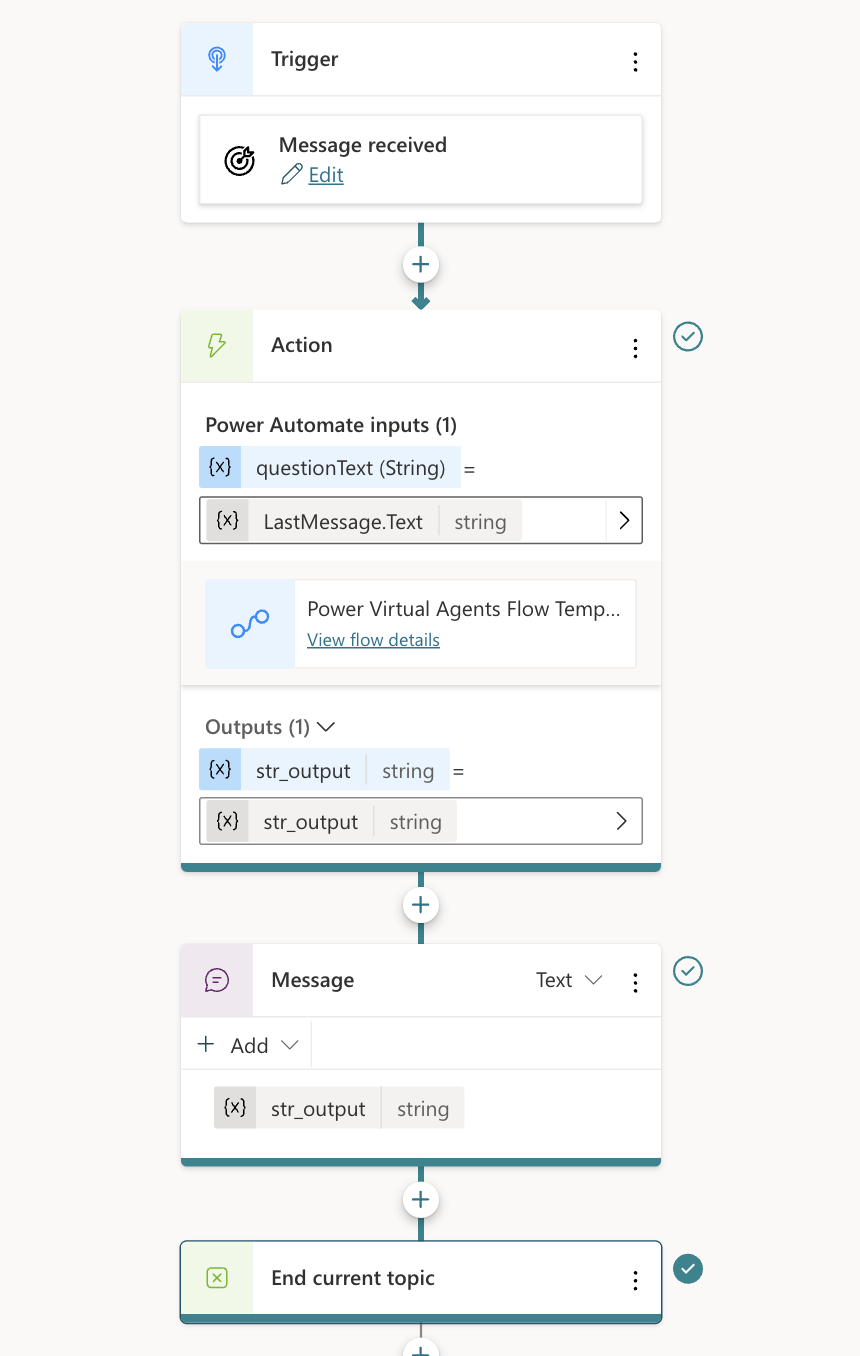 Trigger
Message received
Edit
Action
Power Automate inputs (1)
{x} questionText (String) =
{x} LastMessage.Text string
Power Virtual Agents Flow Temp...
View flow details
Outputs (1)
{x} str_output string =
{x} str_output string
Message Text
+ Add
{x} str_output string
End current topic